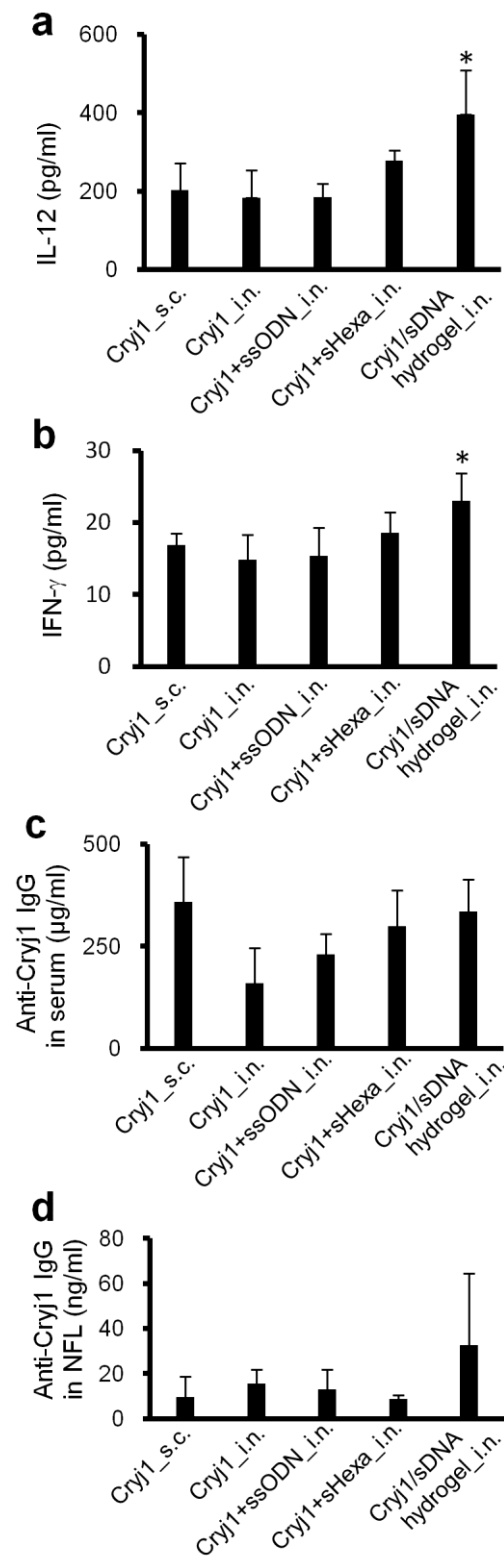 a
IL-12 (pg/ml)
600
400
200
0
*
Cryj1_s.c.
Cryj1_i.n.
Cryj1+ssODN_i.n.
Cryj1+sHexa_i.n.
Cryj1/sDNA
hydrogel_i.n.
b
IFN-γ (pg/ml)
30
20
10
0
*
Cryj1_s.c.
Cryj1_i.n.
Cryj1+ssODN_i.n.
Cryj1+sHexa_i.n.
Cryj1/sDNA
hydrogel_i.n.
c
Anti-Cryj1 IgG
in serum (μg/ml)
500
250
0
Cryj1_s.c.
Cryj1_i.n.
Cryj1+ssODN_i.n.
Cryj1+sHexa_i.n.
Cryj1/sDNA
hydrogel_i.n.
d
Anti-Cryj1 IgG
in NFL (ng/ml)
80
60
40
20
0
Cryj1_s.c.
Cryj1_i.n.
Cryj1+ssODN_i.n.
Cryj1+sHexa_i.n.
Cryj1/sDNA
hydrogel_i.n.